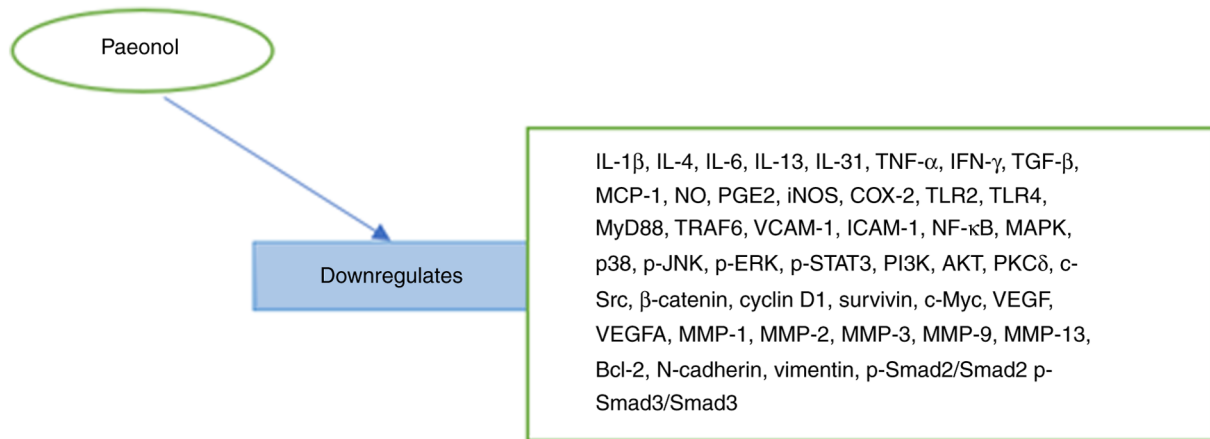 Paeonol
Downregulates
IL-1β, IL-4, IL-6, IL-13, IL-31, TNF-α, IFN-γ, TGF-β,
MCP-1, NO, PGE2, iNOS, COX-2, TLR2, TLR4,
MyD88, TRAF6, VCAM-1, ICAM-1, NF-κB, MAPK,
p38, p-JNK, p-ERK, p-STAT3, PI3K, AKT, PKCδ, c-
Src, β-catenin, cyclin D1, survivin, c-Myc, VEGF,
VEGFA, MMP-1, MMP-2, MMP-3, MMP-9, MMP-13,
Bcl-2, N-cadherin, vimentin, p-Smad2/Smad2 p-
Smad3/Smad3